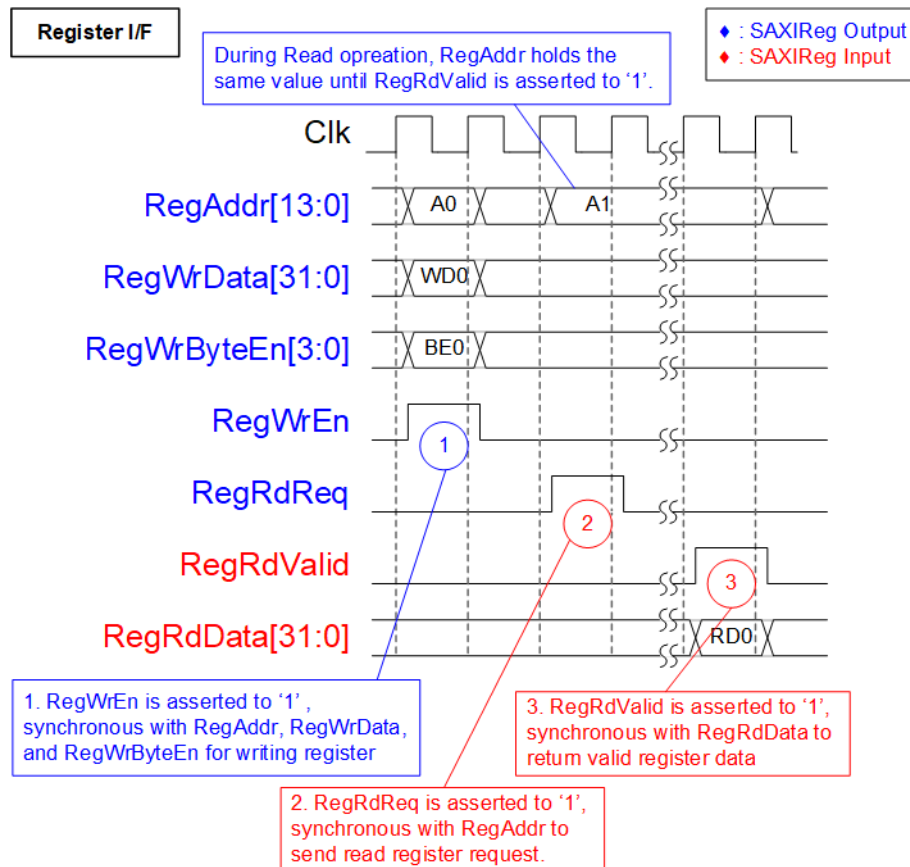 Register I/F
♦ : SAXIReg Output
♦ : SAXIReg Input
During Read opreation, RegAddr holds the
same value until RegRdValid is asserted to ‘1’.
Clk
RegAddr[13:0]
A0
A1
RegWrData[31:0]
WD0
RegWrByteEn[3:0]
BE0
RegWrEn
1
RegRdReq
2
RegRdValid
3
RegRdData[31:0]
RD0
1. RegWrEn is asserted to ‘1’ ,
synchronous with RegAddr, RegWrData,
and RegWrByteEn for writing register
3. RegRdValid is asserted to ‘1’,
synchronous with RegRdData to
return valid register data
2. RegRdReq is asserted to ‘1’,
synchronous with RegAddr to
send read register request.